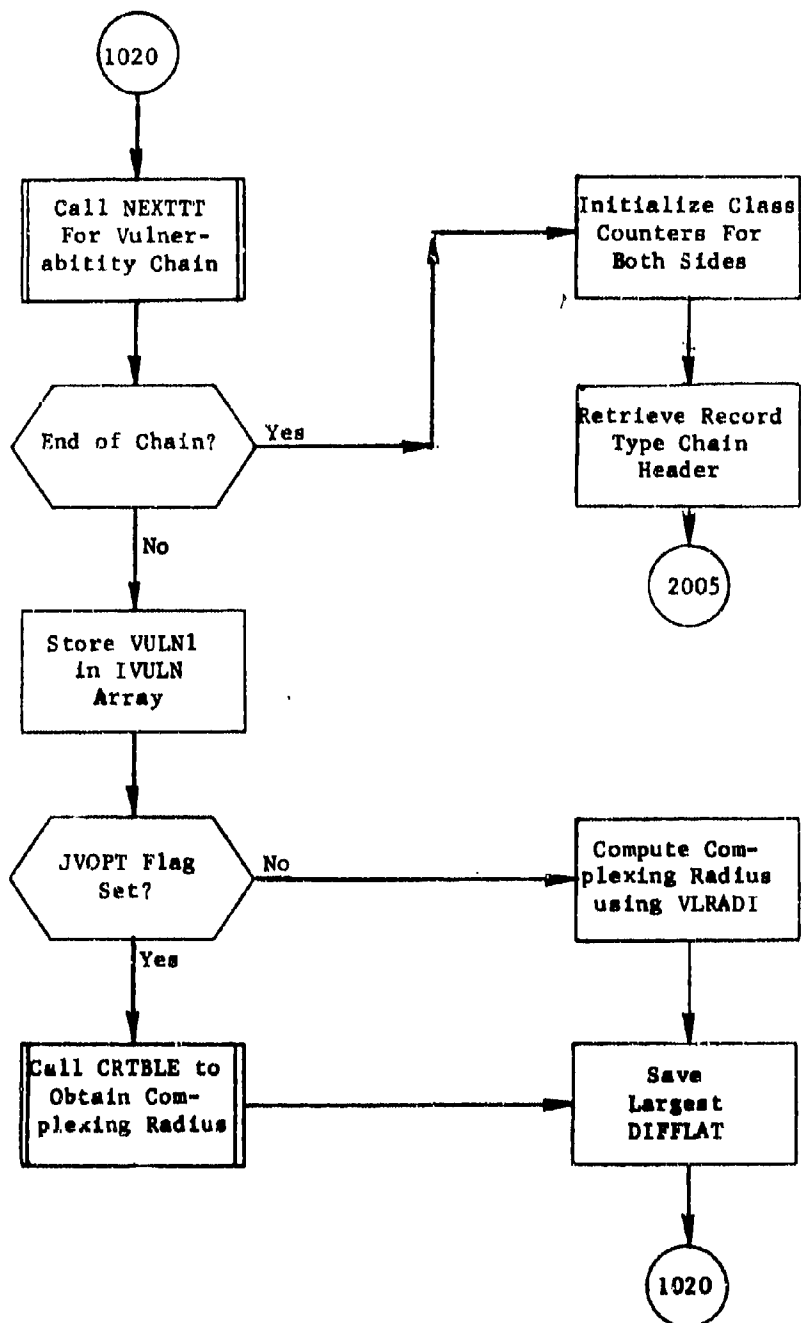 1020
Call NEXTTT
For Vulner-
abitity Chain
End of Chain?
Yes
No
Initialize Class
Counters For
Both Sides
Retrieve Record
Type Chain
Header
2005
Store VULN1
in IVULN
Array
JVOPT Flag
Set?
No
Yes
Compute Com-
plexing Radius
using VLRADI
Call CRTBLE to
Obtain Com-
plexing Radius
Save
Largest
DIFFLAT
1020